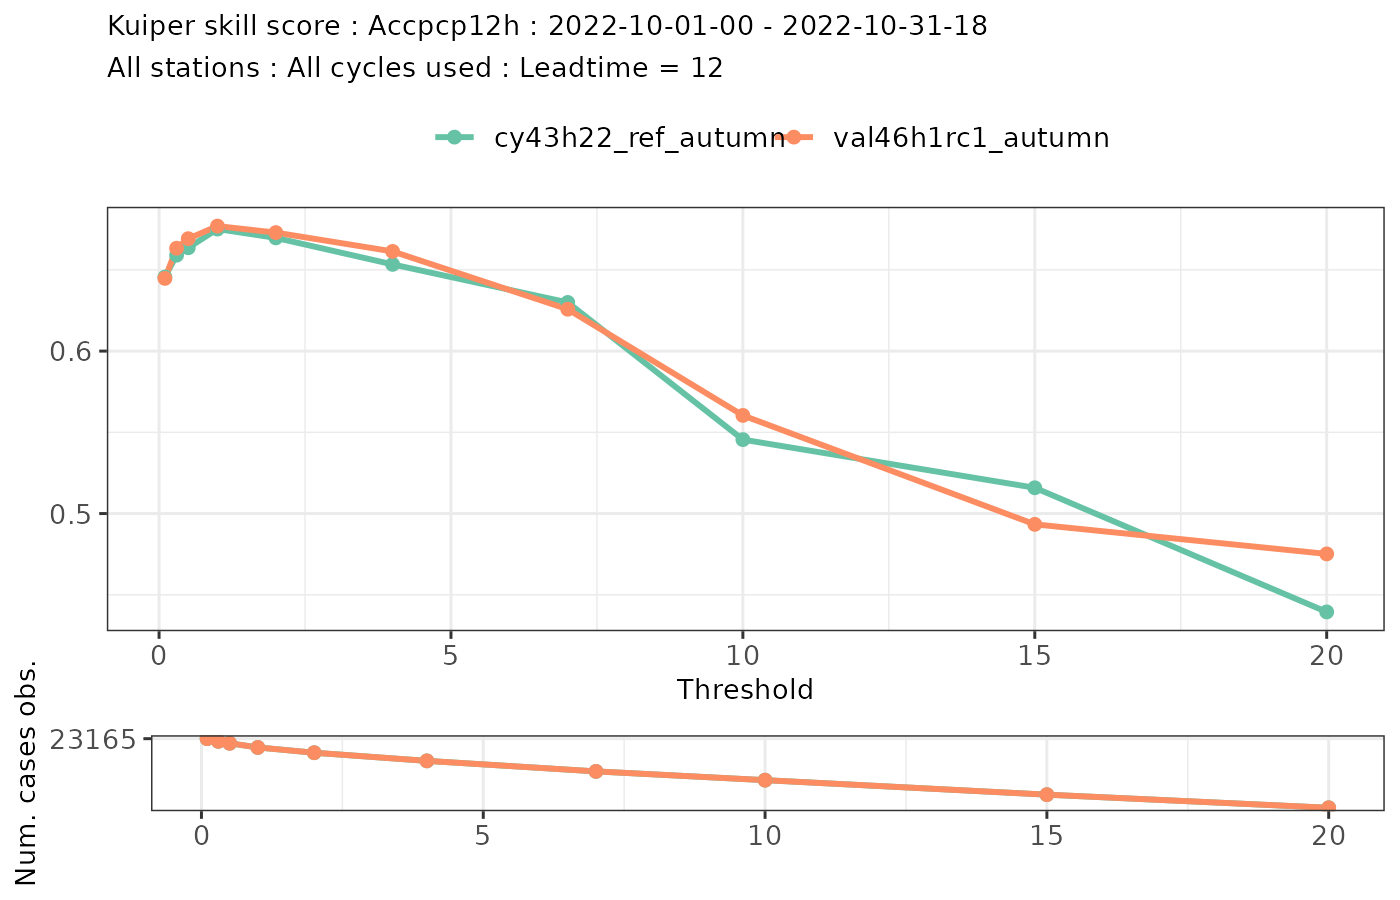 Kuiper skill score : Accpcp12h : 2022-10-01-00 - 2022-10-31-18
All stations : All cycles used : Leadtime = 12
cy43h22_ref_autumn val46h1rc1_autumn
0.6
0.5
0 5 10 15 20
Threshold
Num. cases obs.
23165
0 5 10 15 20